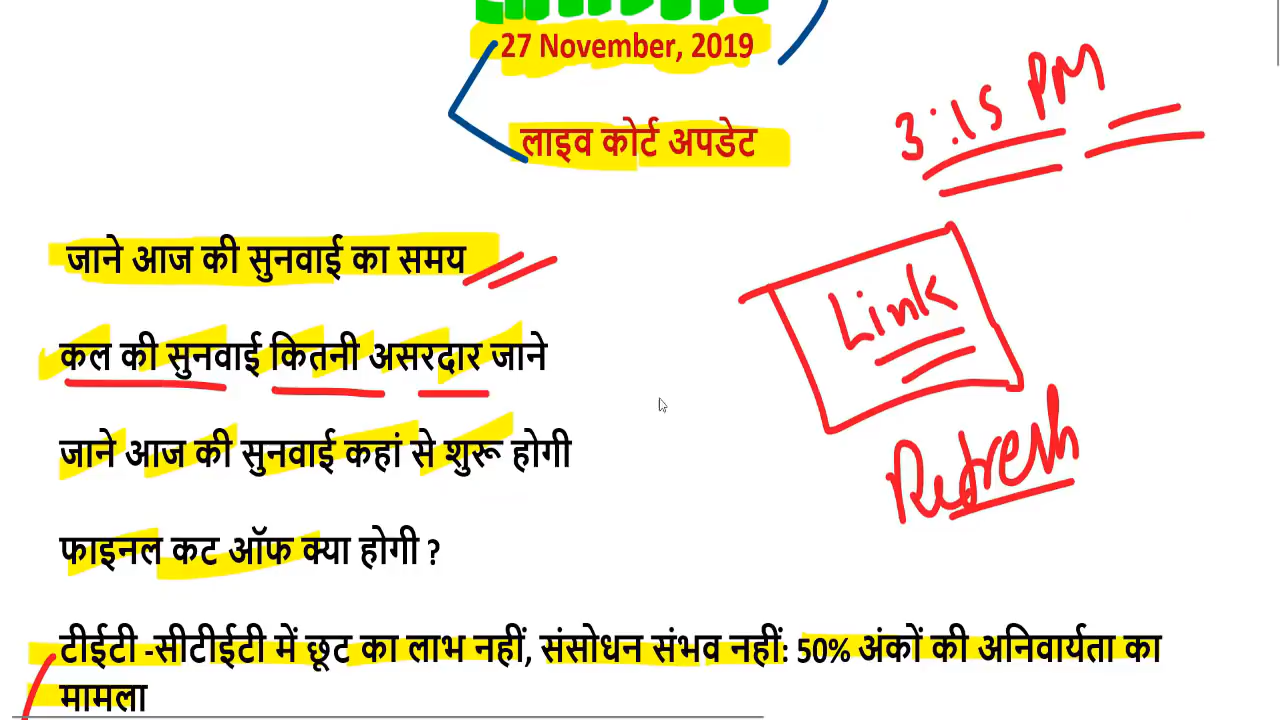 27 November, 2019
लाइव कोर्ट अपडेट
3:15 PM
जाने आज की सुनवाई का समय
Link
कल की सुनवाई कितनी असरदार जाने
जाने आज की सुनवाई कहां से शुरू होगी
Refresh
फाइनल कट ऑफ क्या होगी ?
टीईटी -सीटीईटी में छूट का लाभ नहीं, संसोधन संभव नहीं: 50% अंकों की अनिवार्यता का
मामला